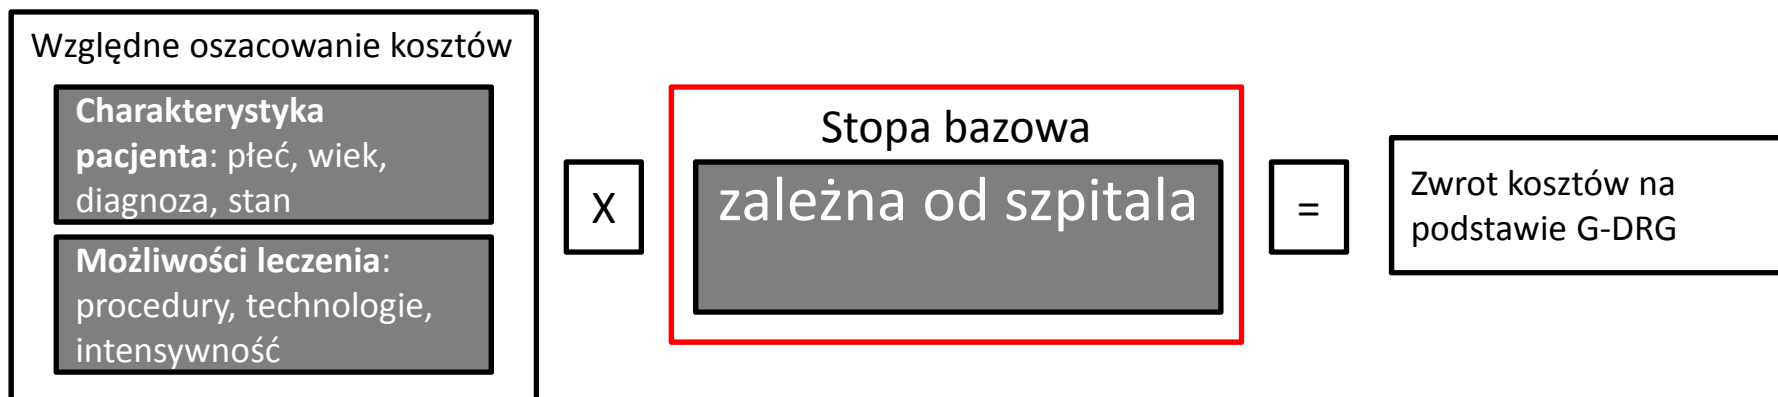 Względne oszacowanie kosztów
Charakterystyka
pacjenta: płeć, wiek,
diagnoza, stan
Możliwości leczenia:
procedury, technologie,
intensywność
X
Stopa bazowa
zależna od szpitala
=
Zwrot kosztów na
podstawie G-DRG